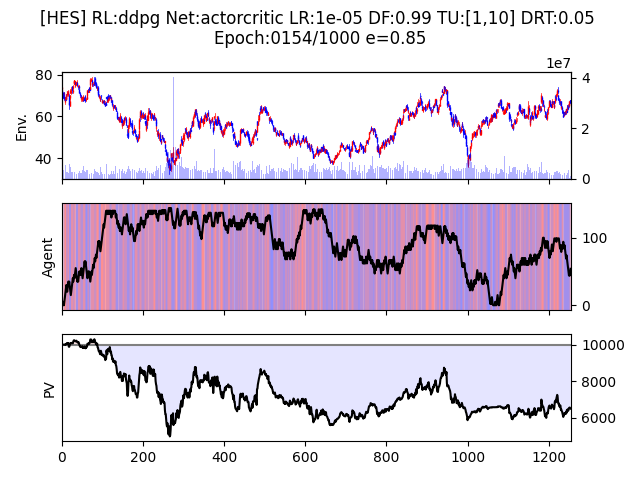 [HES] RL:ddpg Net:actorcritic LR:1e-05 DF:0.99 TU:[1,10] DRT:0.05
Epoch:0154/1000 e=0.85
1e7
80
60
40
Env.
4
2
0
Agent
100
0
PV
10000
8000
6000
0 200 400 600 800 1000 1200